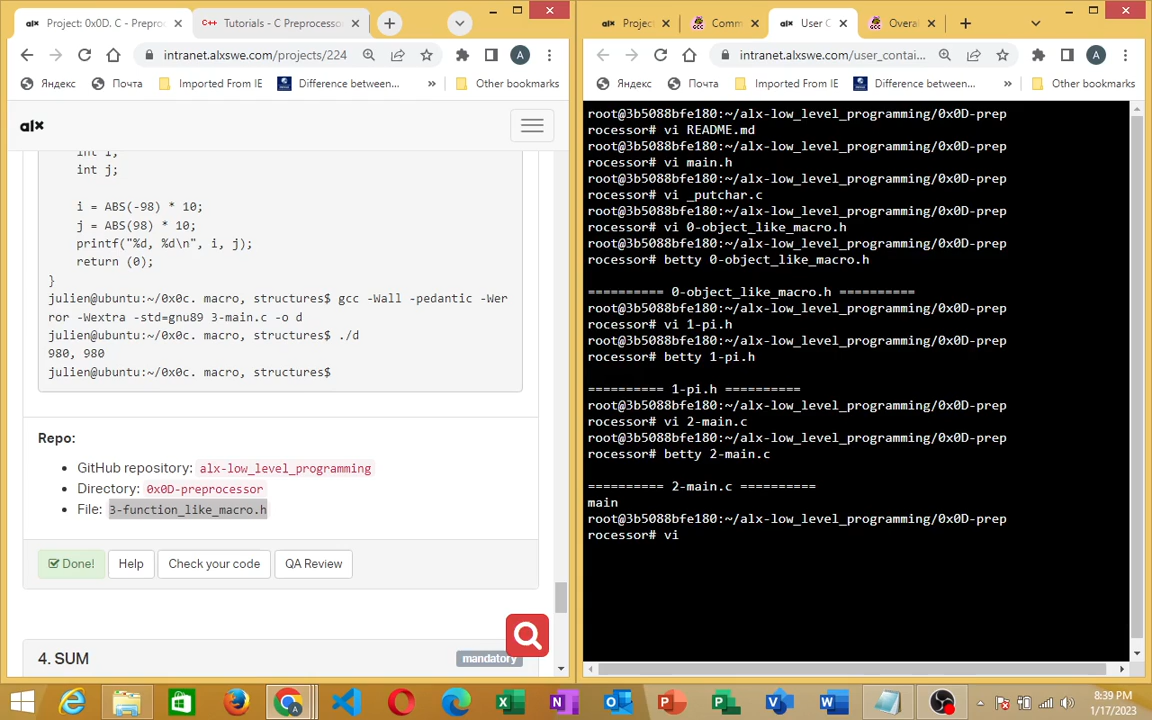 Project: 0x0D. C - Prepro
Tutorials - C Preprocesso
intranet.alxswe.com/projects/224
A
Яндекс
Почта
Imported From IE
Difference between...
»
Other bookmarks
alx
int i;
int j;
i = ABS(-98) * 10;
j = ABS(98) * 10;
printf("%d, %d\n", i, j);
return (0);
}
julien@ubuntu:~/0x0c. macro, structures$ gcc -Wall -pedantic -Wer
ror -Wextra -std=gnu89 3-main.c -o d
julien@ubuntu:~/0x0c. macro, structures$ ./d
980, 980
julien@ubuntu:~/0x0c. macro, structures$
Repo:
GitHub repository: alx-low_level_programming
Directory: 0x0D-preprocessor
File: 3-function_like_macro.h
Done!
Help
Check your code
QA Review
4. SUM
mandatory
Projec
Comm
User C
Overa
intranet.alxswe.com/user_contai...
A
Яндекс
Почта
Imported From IE
Difference between...
»
Other bookmarks
root@3b5088bfe180:~/alx-low_level_programming/0x0D-prep
rocessor# vi README.md
root@3b5088bfe180:~/alx-low_level_programming/0x0D-prep
rocessor# vi main.h
root@3b5088bfe180:~/alx-low_level_programming/0x0D-prep
rocessor# vi _putchar.c
root@3b5088bfe180:~/alx-low_level_programming/0x0D-prep
rocessor# vi 0-object_like_macro.h
root@3b5088bfe180:~/alx-low_level_programming/0x0D-prep
rocessor# betty 0-object_like_macro.h
========== 0-object_like_macro.h ==========
root@3b5088bfe180:~/alx-low_level_programming/0x0D-prep
rocessor# vi 1-pi.h
root@3b5088bfe180:~/alx-low_level_programming/0x0D-prep
rocessor# betty 1-pi.h
========== 1-pi.h ==========
root@3b5088bfe180:~/alx-low_level_programming/0x0D-prep
rocessor# vi 2-main.c
root@3b5088bfe180:~/alx-low_level_programming/0x0D-prep
rocessor# betty 2-main.c
========== 2-main.c ==========
main
root@3b5088bfe180:~/alx-low_level_programming/0x0D-prep
rocessor# vi
8:39 PM
1/17/2023